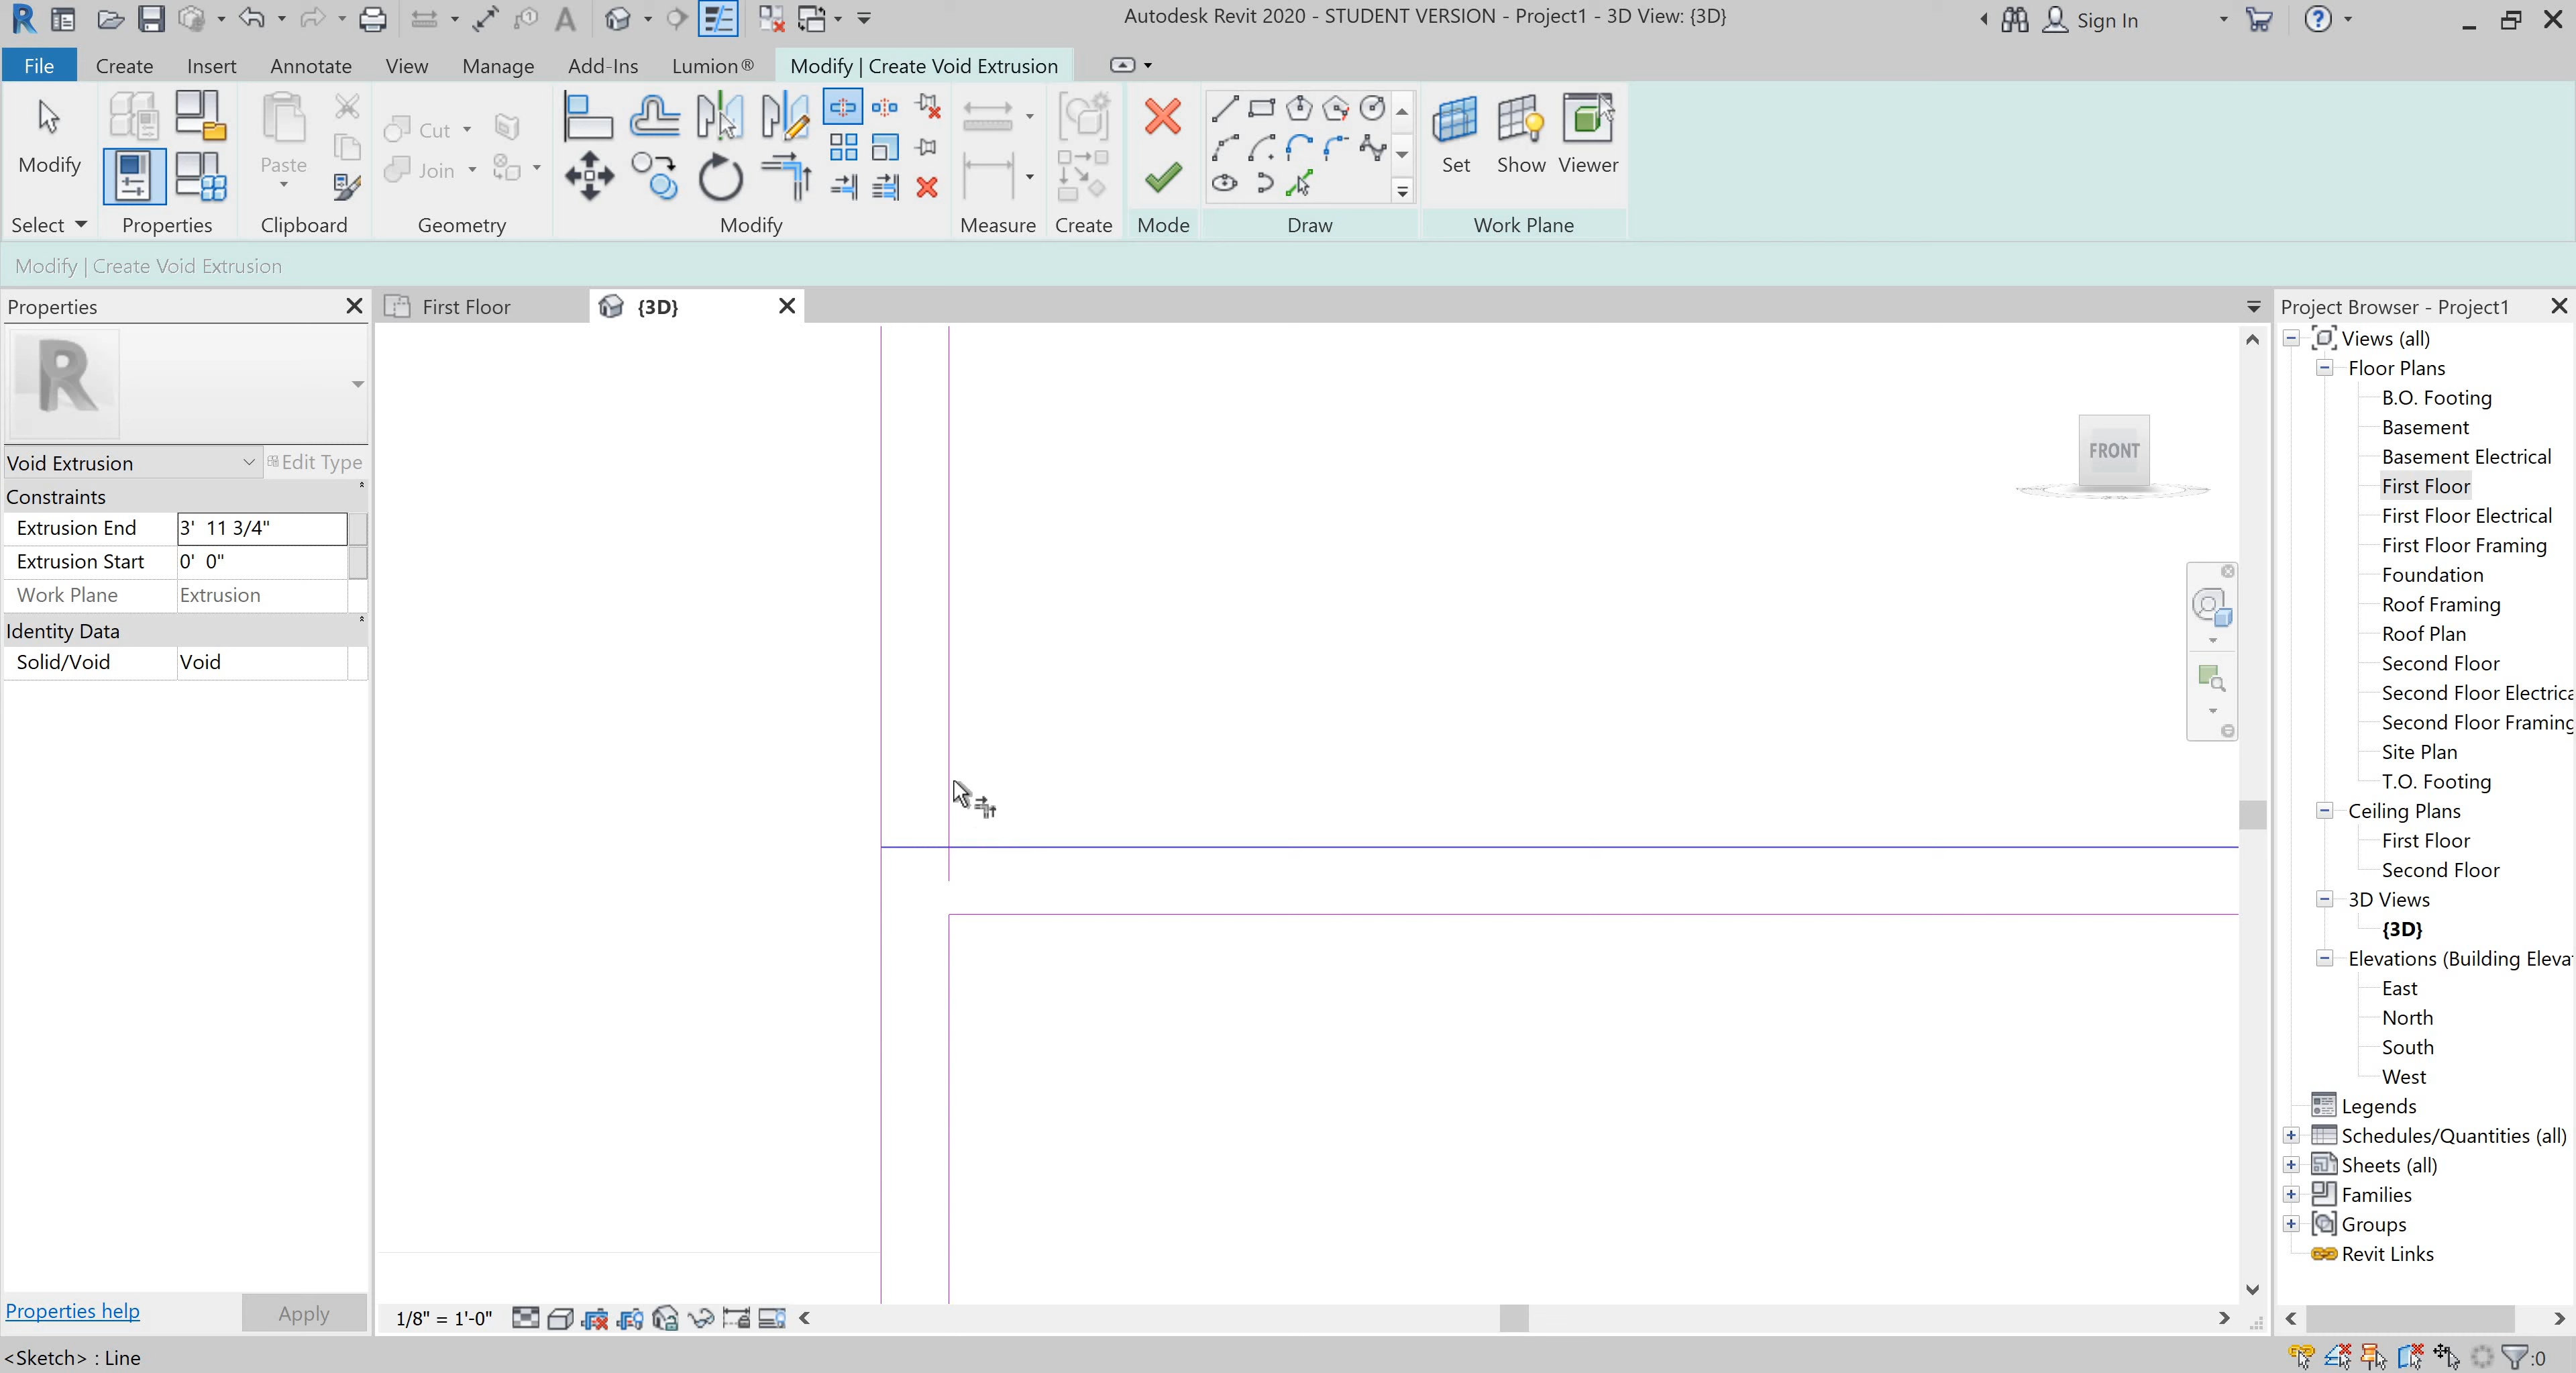 Autodesk Revit 2020 - STUDENT VERSION - Project1 - 3D View: {3D}
Sign In
File Create Insert Annotate View Manage Add-Ins Lumion® Modify | Create Void Extrusion
Modify
Paste
Cut
Join
Set Show Viewer
Select Properties Clipboard Geometry Modify Measure Create Mode Draw Work Plane
Modify | Create Void Extrusion
Properties
R
Void Extrusion
Edit Type
Constraints
Extrusion End 3' 11 3/4"
Extrusion Start 0' 0"
Work Plane Extrusion
Identity Data
Solid/Void Void
Properties help
Apply
First Floor
{3D}
FRONT
1/8" = 1'-0"
Project Browser - Project1
Views (all)
Floor Plans
B.O. Footing
Basement
Basement Electrical
First Floor
First Floor Electrical
First Floor Framing
Foundation
Roof Framing
Roof Plan
Second Floor
Second Floor Electrica
Second Floor Framing
Site Plan
T.O. Footing
Ceiling Plans
First Floor
Second Floor
3D Views
{3D}
Elevations (Building Eleva
East
North
South
West
Legends
Schedules/Quantities (all)
Sheets (all)
Families
Groups
Revit Links
<Sketch> : Line
:0